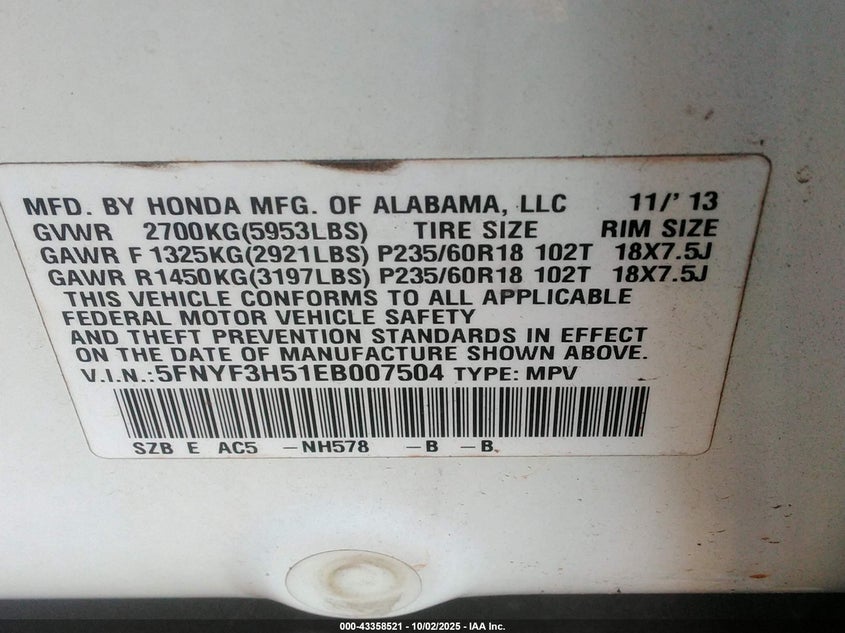 MFD. BY HONDA MFG. OF ALABAMA, LLC 11/' 13
GVWR 2700KG(5953LBS) TIRE SIZE RIM SIZE
GAWR F 1325KG(2921LBS) P235/60R18 102T 18X7.5J
GAWR R1450KG(3197LBS) P235/60R18 102T 18X7.5J
THIS VEHICLE CONFORMS TO ALL APPLICABLE
FEDERAL MOTOR VEHICLE SAFETY
AND THEFT PREVENTION STANDARDS IN EFFECT
ON THE DATE OF MANUFACTURE SHOWN ABOVE.
V.I.N.:5FNYF3H51EB007504 TYPE: MPV
SZB E AC5 –NH578 –B –B
000-43358521 - 10/02/2025 - IAA Inc.